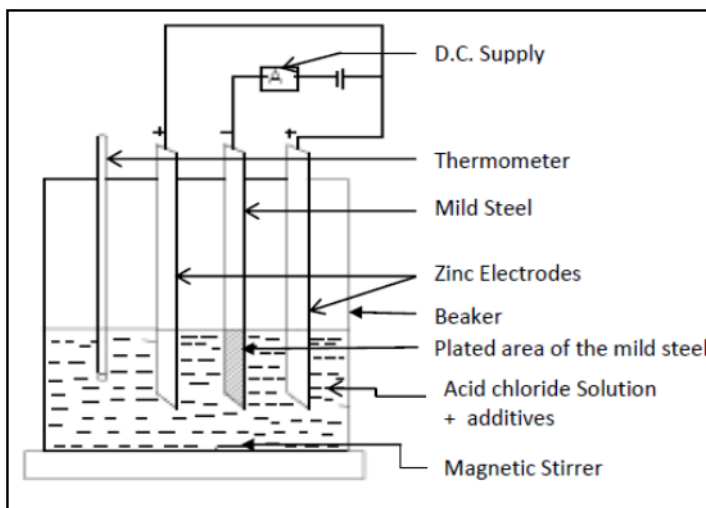 D.C. Supply
A
+ − +
Thermometer
Mild Steel
Zinc Electrodes
Beaker
Plated area of the mild steel
Acid chloride Solution
+ additives
Magnetic Stirrer